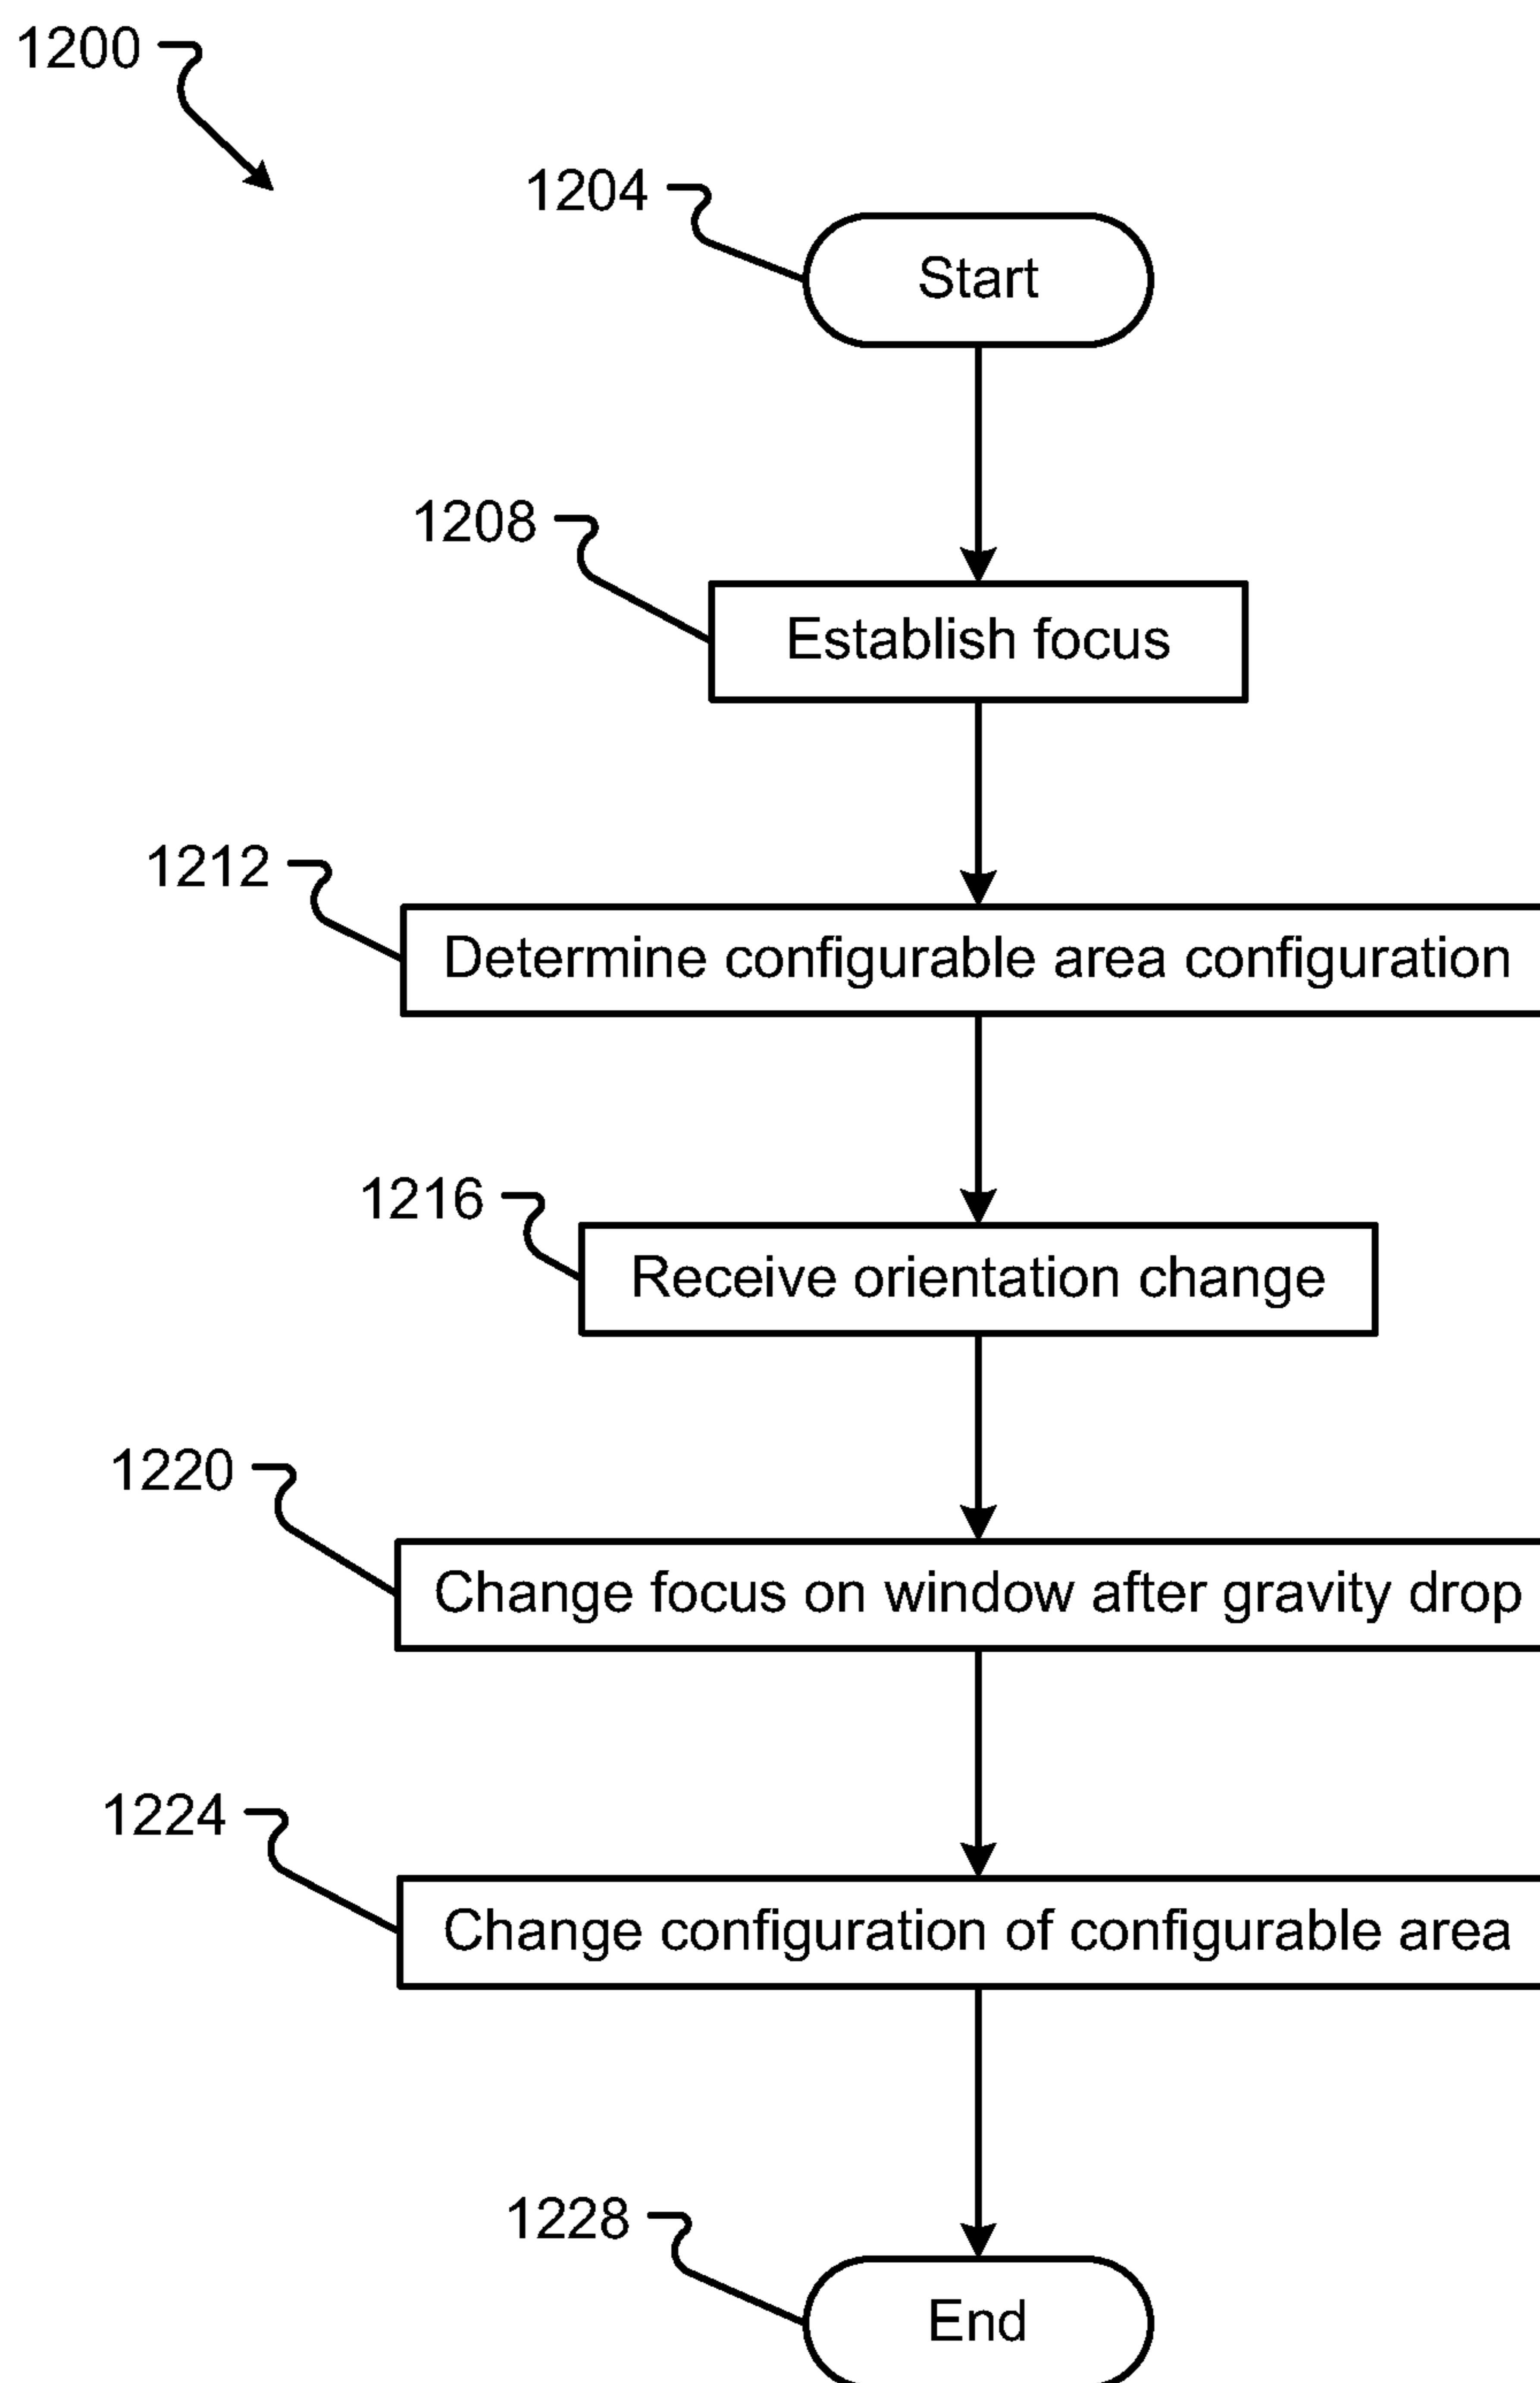 1200
1204
Start
1208
Establish focus
1212
Determine configurable area configuration
1216
Receive orientation change
1220
Change focus on window after gravity drop
1224
Change configuration of configurable area
1228
End